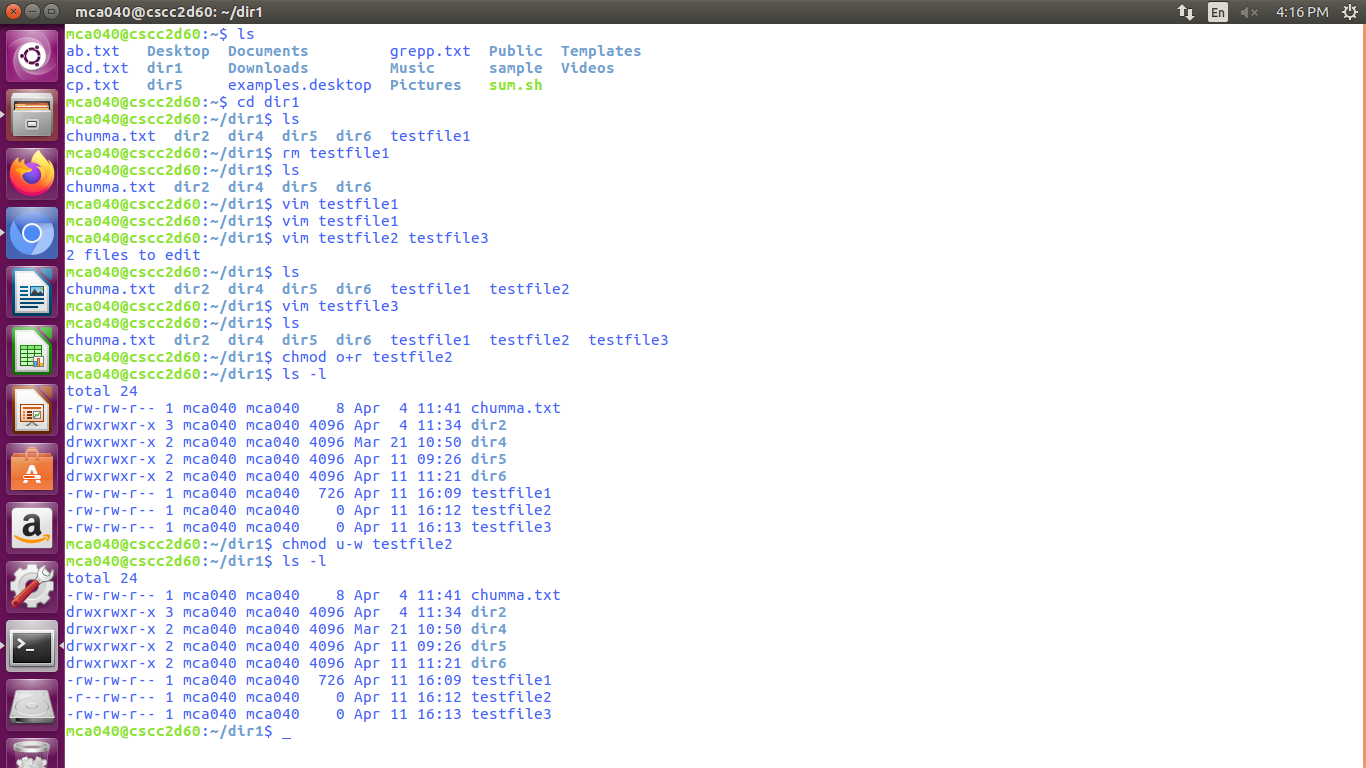 mca040@cscc2d60: ~/dir1
En
4:16 PM
mca040@cscc2d60:~$ ls
ab.txt   Desktop  Documents         grepp.txt  Public  Templates
acd.txt  dir1     Downloads         Music      sample  Videos
cp.txt   dir5     examples.desktop  Pictures   sum.sh
mca040@cscc2d60:~$ cd dir1
mca040@cscc2d60:~/dir1$ ls
chumma.txt  dir2  dir4  dir5  dir6  testfile1
mca040@cscc2d60:~/dir1$ rm testfile1
mca040@cscc2d60:~/dir1$ ls
chumma.txt  dir2  dir4  dir5  dir6
mca040@cscc2d60:~/dir1$ vim testfile1
mca040@cscc2d60:~/dir1$ vim testfile1
mca040@cscc2d60:~/dir1$ vim testfile2 testfile3
2 files to edit
mca040@cscc2d60:~/dir1$ ls
chumma.txt  dir2  dir4  dir5  dir6  testfile1  testfile2
mca040@cscc2d60:~/dir1$ vim testfile3
mca040@cscc2d60:~/dir1$ ls
chumma.txt  dir2  dir4  dir5  dir6  testfile1  testfile2  testfile3
mca040@cscc2d60:~/dir1$ chmod o+r testfile2
mca040@cscc2d60:~/dir1$ ls -l
total 24
-rw-rw-r-- 1 mca040 mca040    8 Apr  4 11:41 chumma.txt
drwxrwxr-x 3 mca040 mca040 4096 Apr  4 11:34 dir2
drwxrwxr-x 2 mca040 mca040 4096 Mar 21 10:50 dir4
drwxrwxr-x 2 mca040 mca040 4096 Apr 11 09:26 dir5
drwxrwxr-x 2 mca040 mca040 4096 Apr 11 11:21 dir6
-rw-rw-r-- 1 mca040 mca040  726 Apr 11 16:09 testfile1
-rw-rw-r-- 1 mca040 mca040    0 Apr 11 16:12 testfile2
-rw-rw-r-- 1 mca040 mca040    0 Apr 11 16:13 testfile3
mca040@cscc2d60:~/dir1$ chmod u-w testfile2
mca040@cscc2d60:~/dir1$ ls -l
total 24
-rw-rw-r-- 1 mca040 mca040    8 Apr  4 11:41 chumma.txt
drwxrwxr-x 3 mca040 mca040 4096 Apr  4 11:34 dir2
drwxrwxr-x 2 mca040 mca040 4096 Mar 21 10:50 dir4
drwxrwxr-x 2 mca040 mca040 4096 Apr 11 09:26 dir5
drwxrwxr-x 2 mca040 mca040 4096 Apr 11 11:21 dir6
-rw-rw-r-- 1 mca040 mca040  726 Apr 11 16:09 testfile1
-r--rw-r-- 1 mca040 mca040    0 Apr 11 16:12 testfile2
-rw-rw-r-- 1 mca040 mca040    0 Apr 11 16:13 testfile3
mca040@cscc2d60:~/dir1$ _